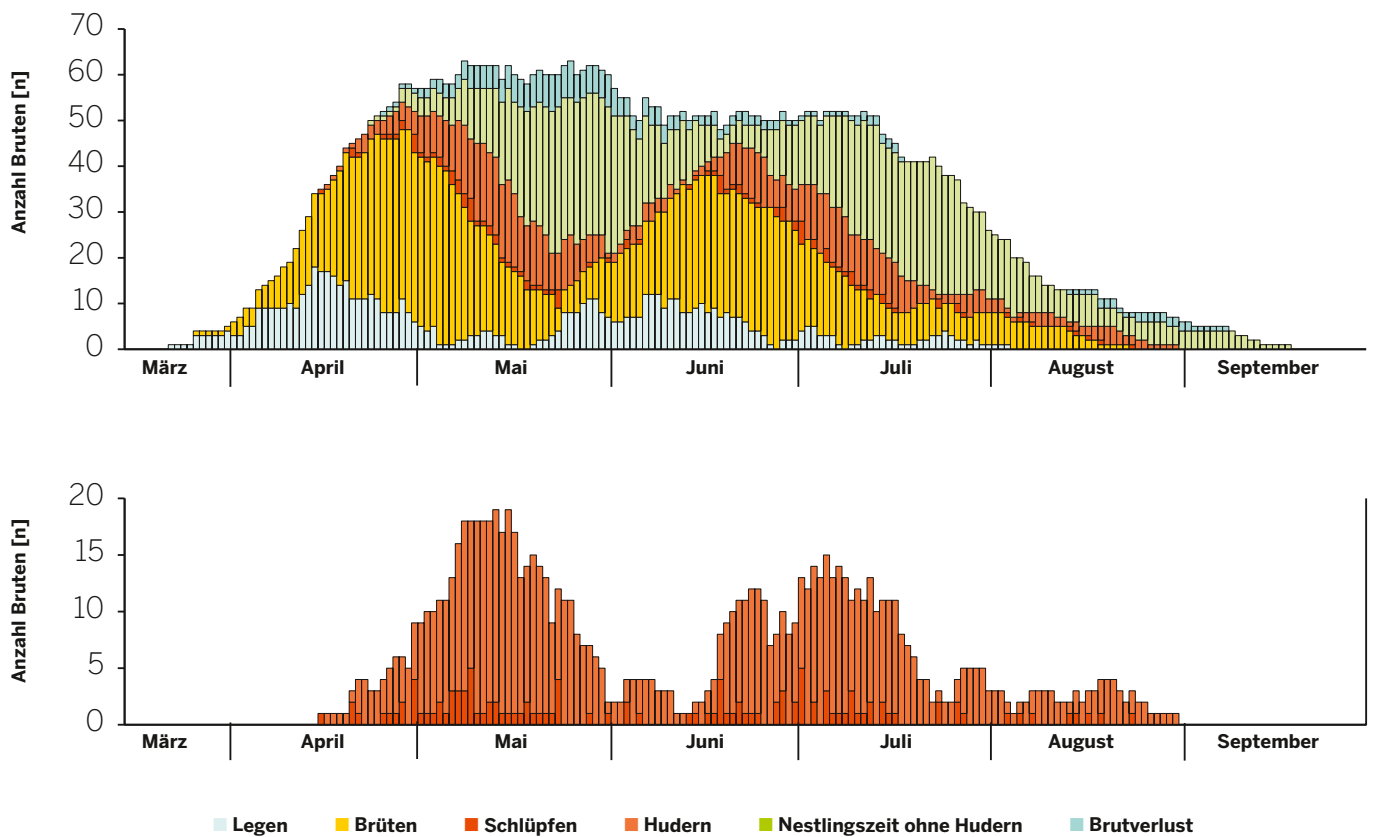 Anzahl Bruten [n]
70
60
50
40
30
20
10
0
März April Mai Juni Juli August September
Anzahl Bruten [n]
20
15
10
5
0
März April Mai Juni Juli August September
Legen Brüten Schlüpfen Hudern Nestlingszeit ohne Hudern Brutverlust